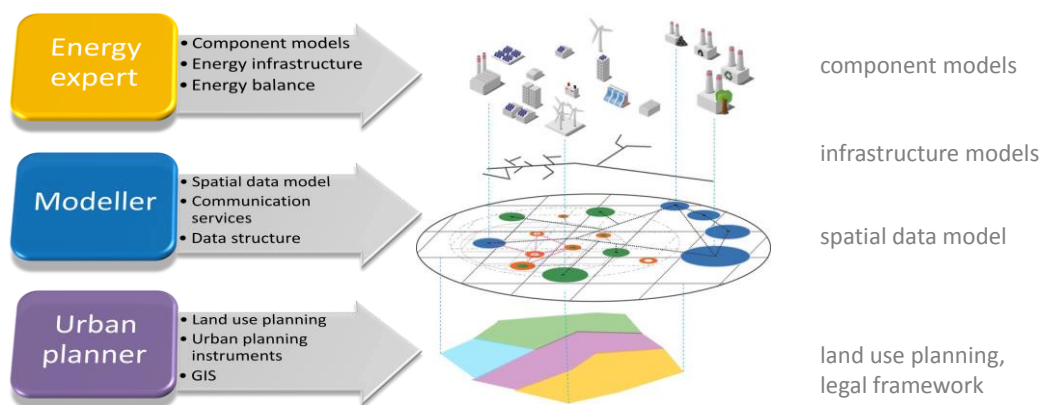 Energy
expert
• Component models
• Energy infrastructure
• Energy balance
component models
infrastructure models
Modeller
• Spatial data model
• Communication
services
• Data structure
spatial data model
Urban
planner
• Land use planning
• Urban planning
instruments
• GIS
land use planning,
legal framework